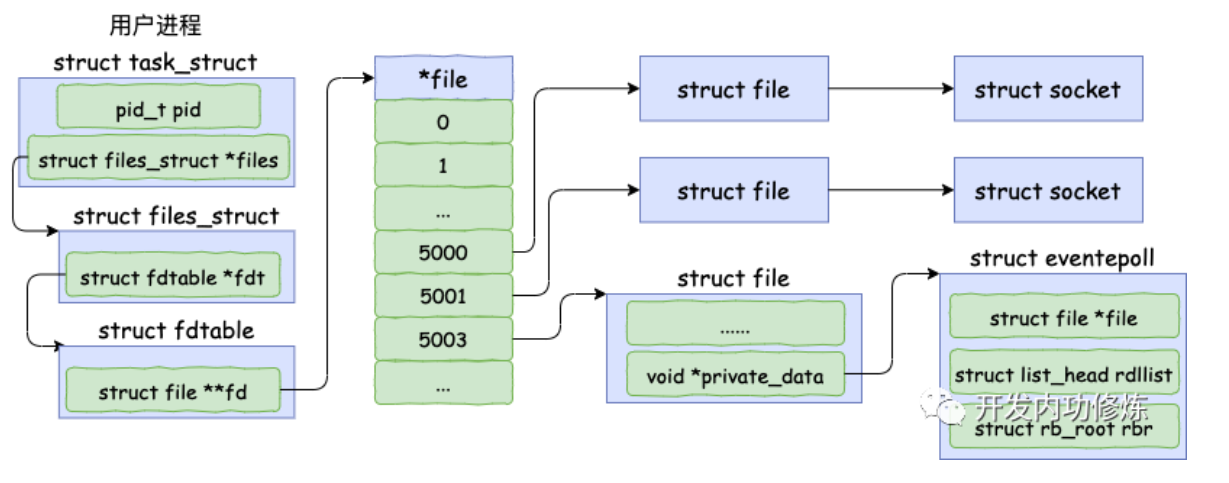 用户进程
struct task_struct
pid_t pid
struct files_struct *files
struct files_struct
struct fdtable *fdt
struct fdtable
struct file **fd
*file
0
1
...
5000
5001
5003
...
struct file
struct socket
struct file
struct socket
struct file
......
void *private_data
struct eventepoll
struct file *file
struct list_head rdllist
struct rb_root rbr
开发内功修炼